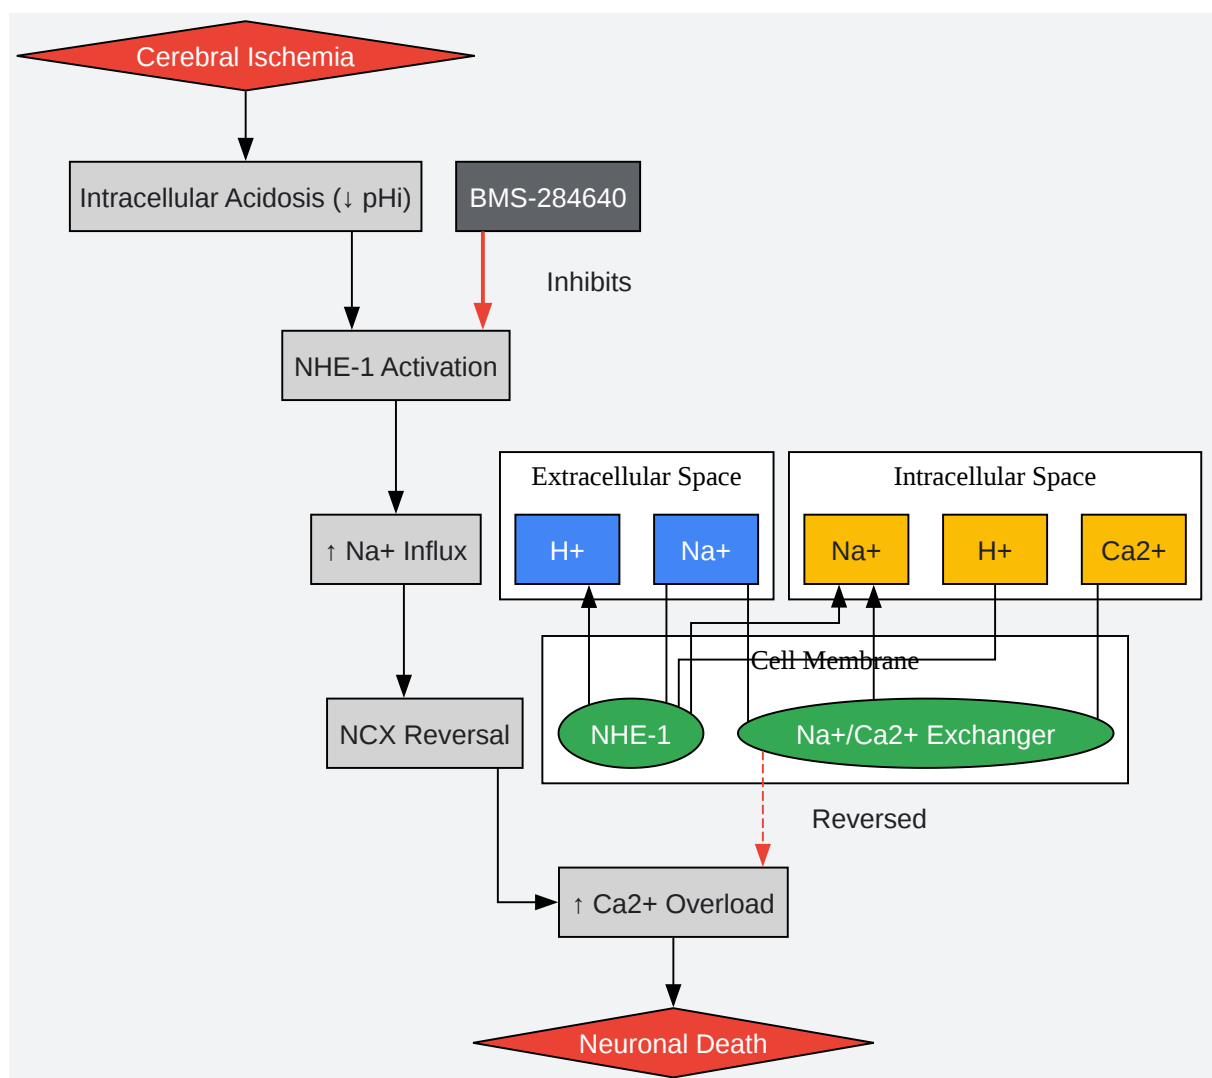 Cerebral Ischemia
Intracellular Acidosis (↓ pHi)
BMS-284640
Inhibits
NHE-1 Activation
Extracellular Space
Intracellular Space
↑ Na+ Influx
H+
Na+
Na+
H+
Ca2+
Cell Membrane
NCX Reversal
NHE-1
Na+/Ca2+ Exchanger
Reversed
↑ Ca2+ Overload
Neuronal Death